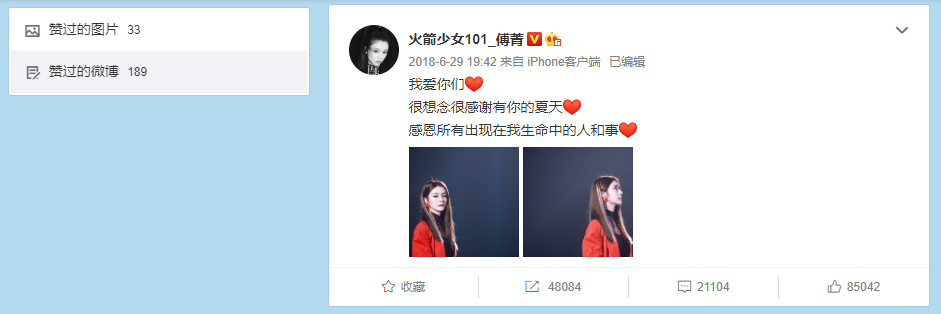 赞过的图片 33
赞过的微博 189
火箭少女101_傅菁
2018-6-29 19:42 来自 iPhone客户端 已编辑
我爱你们❤️
很想念很感谢有你的夏天❤️
感恩所有出现在我生命中的人和事❤️
收藏 48084 21104 85042